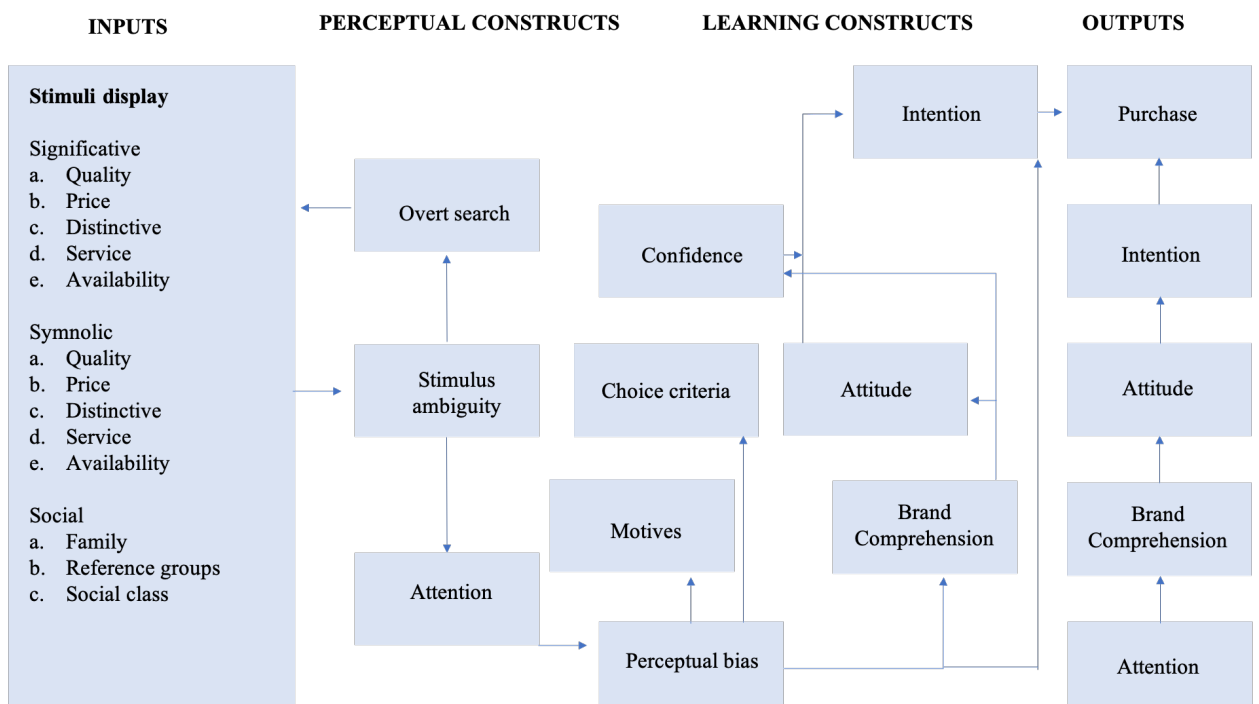 INPUTS
PERCEPTUAL CONSTRUCTS
LEARNING CONSTRUCTS
OUTPUTS
Stimuli display
Significative
a. Quality
b. Price
c. Distinctive
d. Service
e. Availability
Symnolic
a. Quality
b. Price
c. Distinctive
d. Service
e. Availability
Social
a. Family
b. Reference groups
c. Social class
Overt search
Stimulus
ambiguity
Attention
Confidence
Choice criteria
Motives
Perceptual bias
Intention
Attitude
Brand
Comprehension
Purchase
Intention
Attitude
Brand
Comprehension
Attention